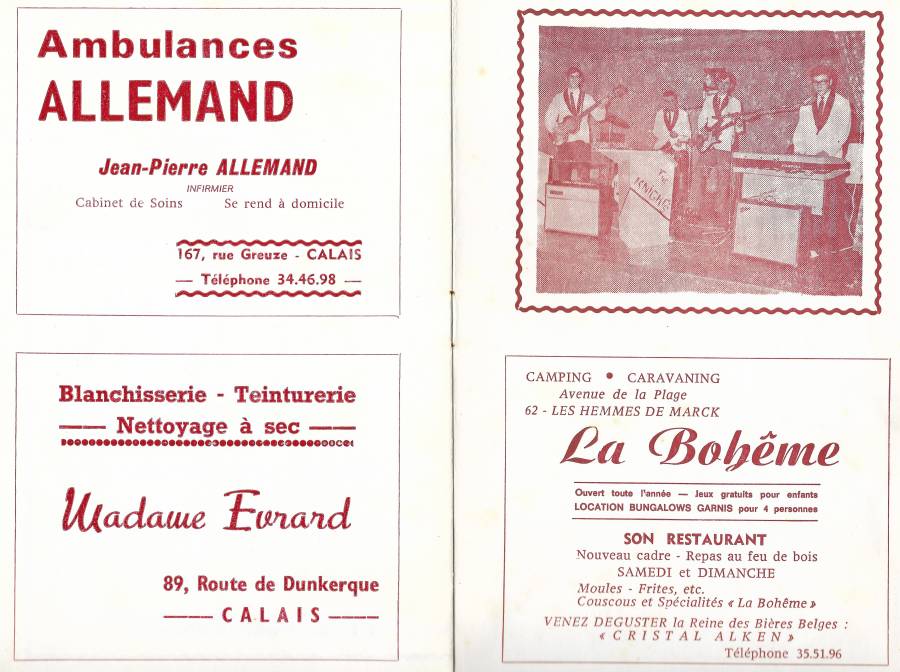 Ambulances
ALLEMAND
Jean-Pierre ALLEMAND
INFIRMIER
Cabinet de Soins Se rend à domicile
167, rue Greuze - CALAIS
— Téléphone 34.46.98 —
Blanchisserie - Teinturerie
— Nettoyage à sec —
Madame Evrard
89, Route de Dunkerque
— CALAIS —
THE
KNIGHTS
CAMPING • CARAVANING
Avenue de la Plage
62 - LES HEMMES DE MARCK
La Bohême
Ouvert toute l'année — Jeux gratuits pour enfants
LOCATION BUNGALOWS GARNIS pour 4 personnes
SON RESTAURANT
Nouveau cadre - Repas au feu de bois
SAMEDI et DIMANCHE
Moules - Frites, etc.
Couscous et Spécialités « La Bohême »
VENEZ DEGUSTER la Reine des Bières Belges :
« CRISTAL ALKEN »
Téléphone 35.51.96